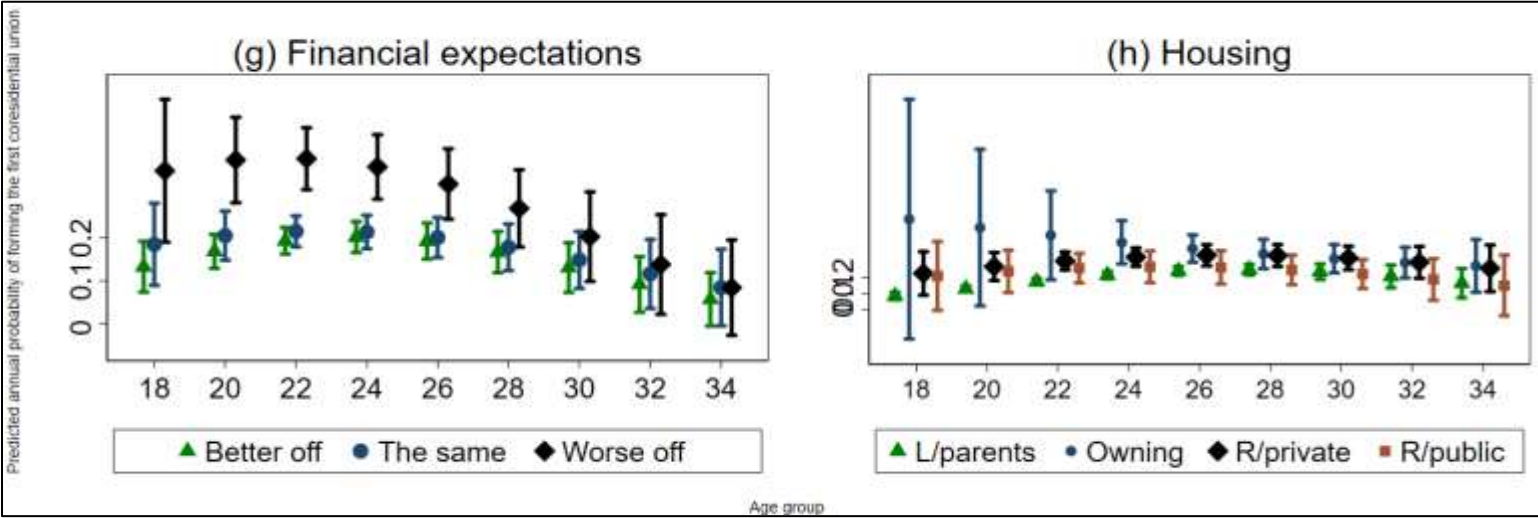 Predicted annual probability of forming the first coresidential union
(g) Financial expectations
0.2
0.1
0
18 20 22 24 26 28 30 32 34
Better off The same Worse off
(h) Housing
18 20 22 24 26 28 30 32 34
L/parents Owning R/private R/public
Age group